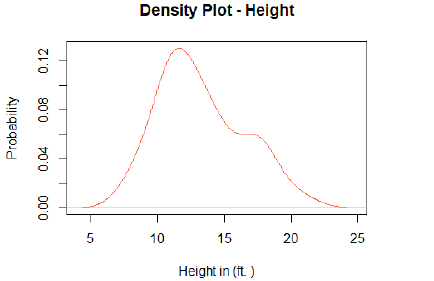 Density Plot - Height
Probability
0.12
0.08
0.04
0.00
5 10 15 20 25
Height in (ft. )